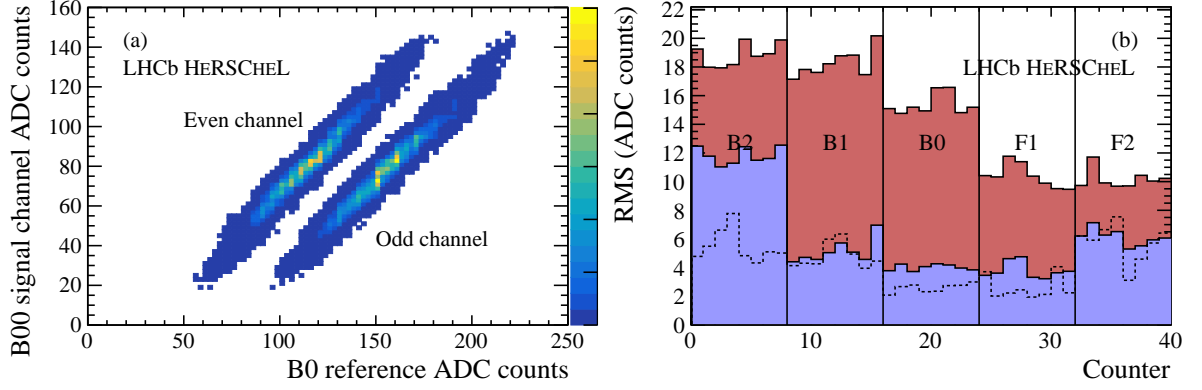 (a)
LHCb HERSCHEL
Even channel
Odd channel
B00 signal channel ADC counts
160
140
120
100
80
60
40
20
0
0 50 100 150 200 250
B0 reference ADC counts
(b)
LHCb HERSCHEL
B2 B1 B0 F1 F2
RMS (ADC counts)
22
20
18
16
14
12
10
8
6
4
2
0
0 10 20 30 40
Counter